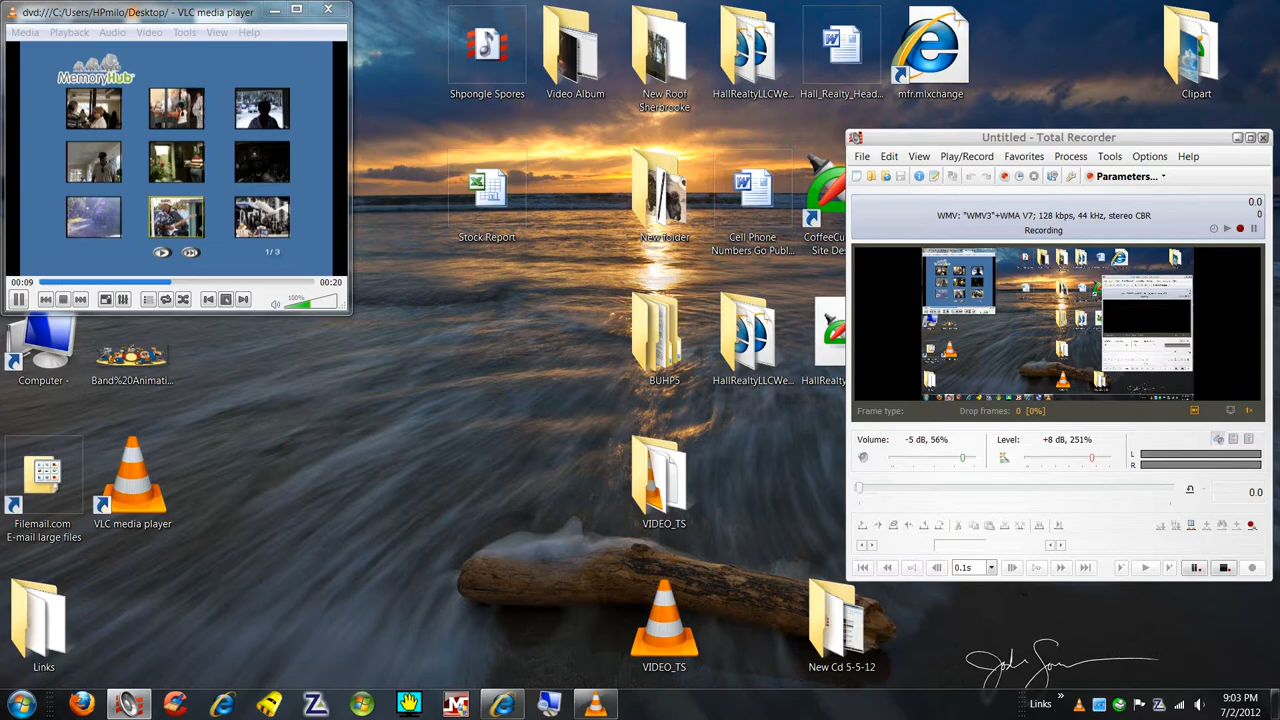 dvd:///C:/Users/HPmilo/Desktop/ - VLC media player
Media Playback Audio Video Tools View Help
MemoryHub
1/ 3
00:09
00:20
100%
Shpongle Spores
Video Album
New Roof
Sherbrooke
HallRealtyLLCWe...
Hall_Realty_Head...
mfr.mlxchange
Clipart
Stock Report
New folder
Cell Phone
Numbers Go Publ...
CoffeeCu
Site De
Computer -
Band%20Animati...
BUHP5
HallRealtyLLCWe...
HallReal
Filemail.com
E-mail large files
VLC media player
VIDEO_TS
Links
VIDEO_TS
New Cd 5-5-12
Untitled - Total Recorder
File Edit View Play/Record Favorites Process Tools Options Help
Parameters...
0.0
WMV: "WMV3"+WMA V7; 128 kbps, 44 kHz, stereo CBR
0
Recording
Frame type:
Drop frames: 0 [0%]
Volume: -5 dB, 56%
Level: +8 dB, 251%
L
R
0.0
0.1s
Links
9:03 PM
7/2/2012